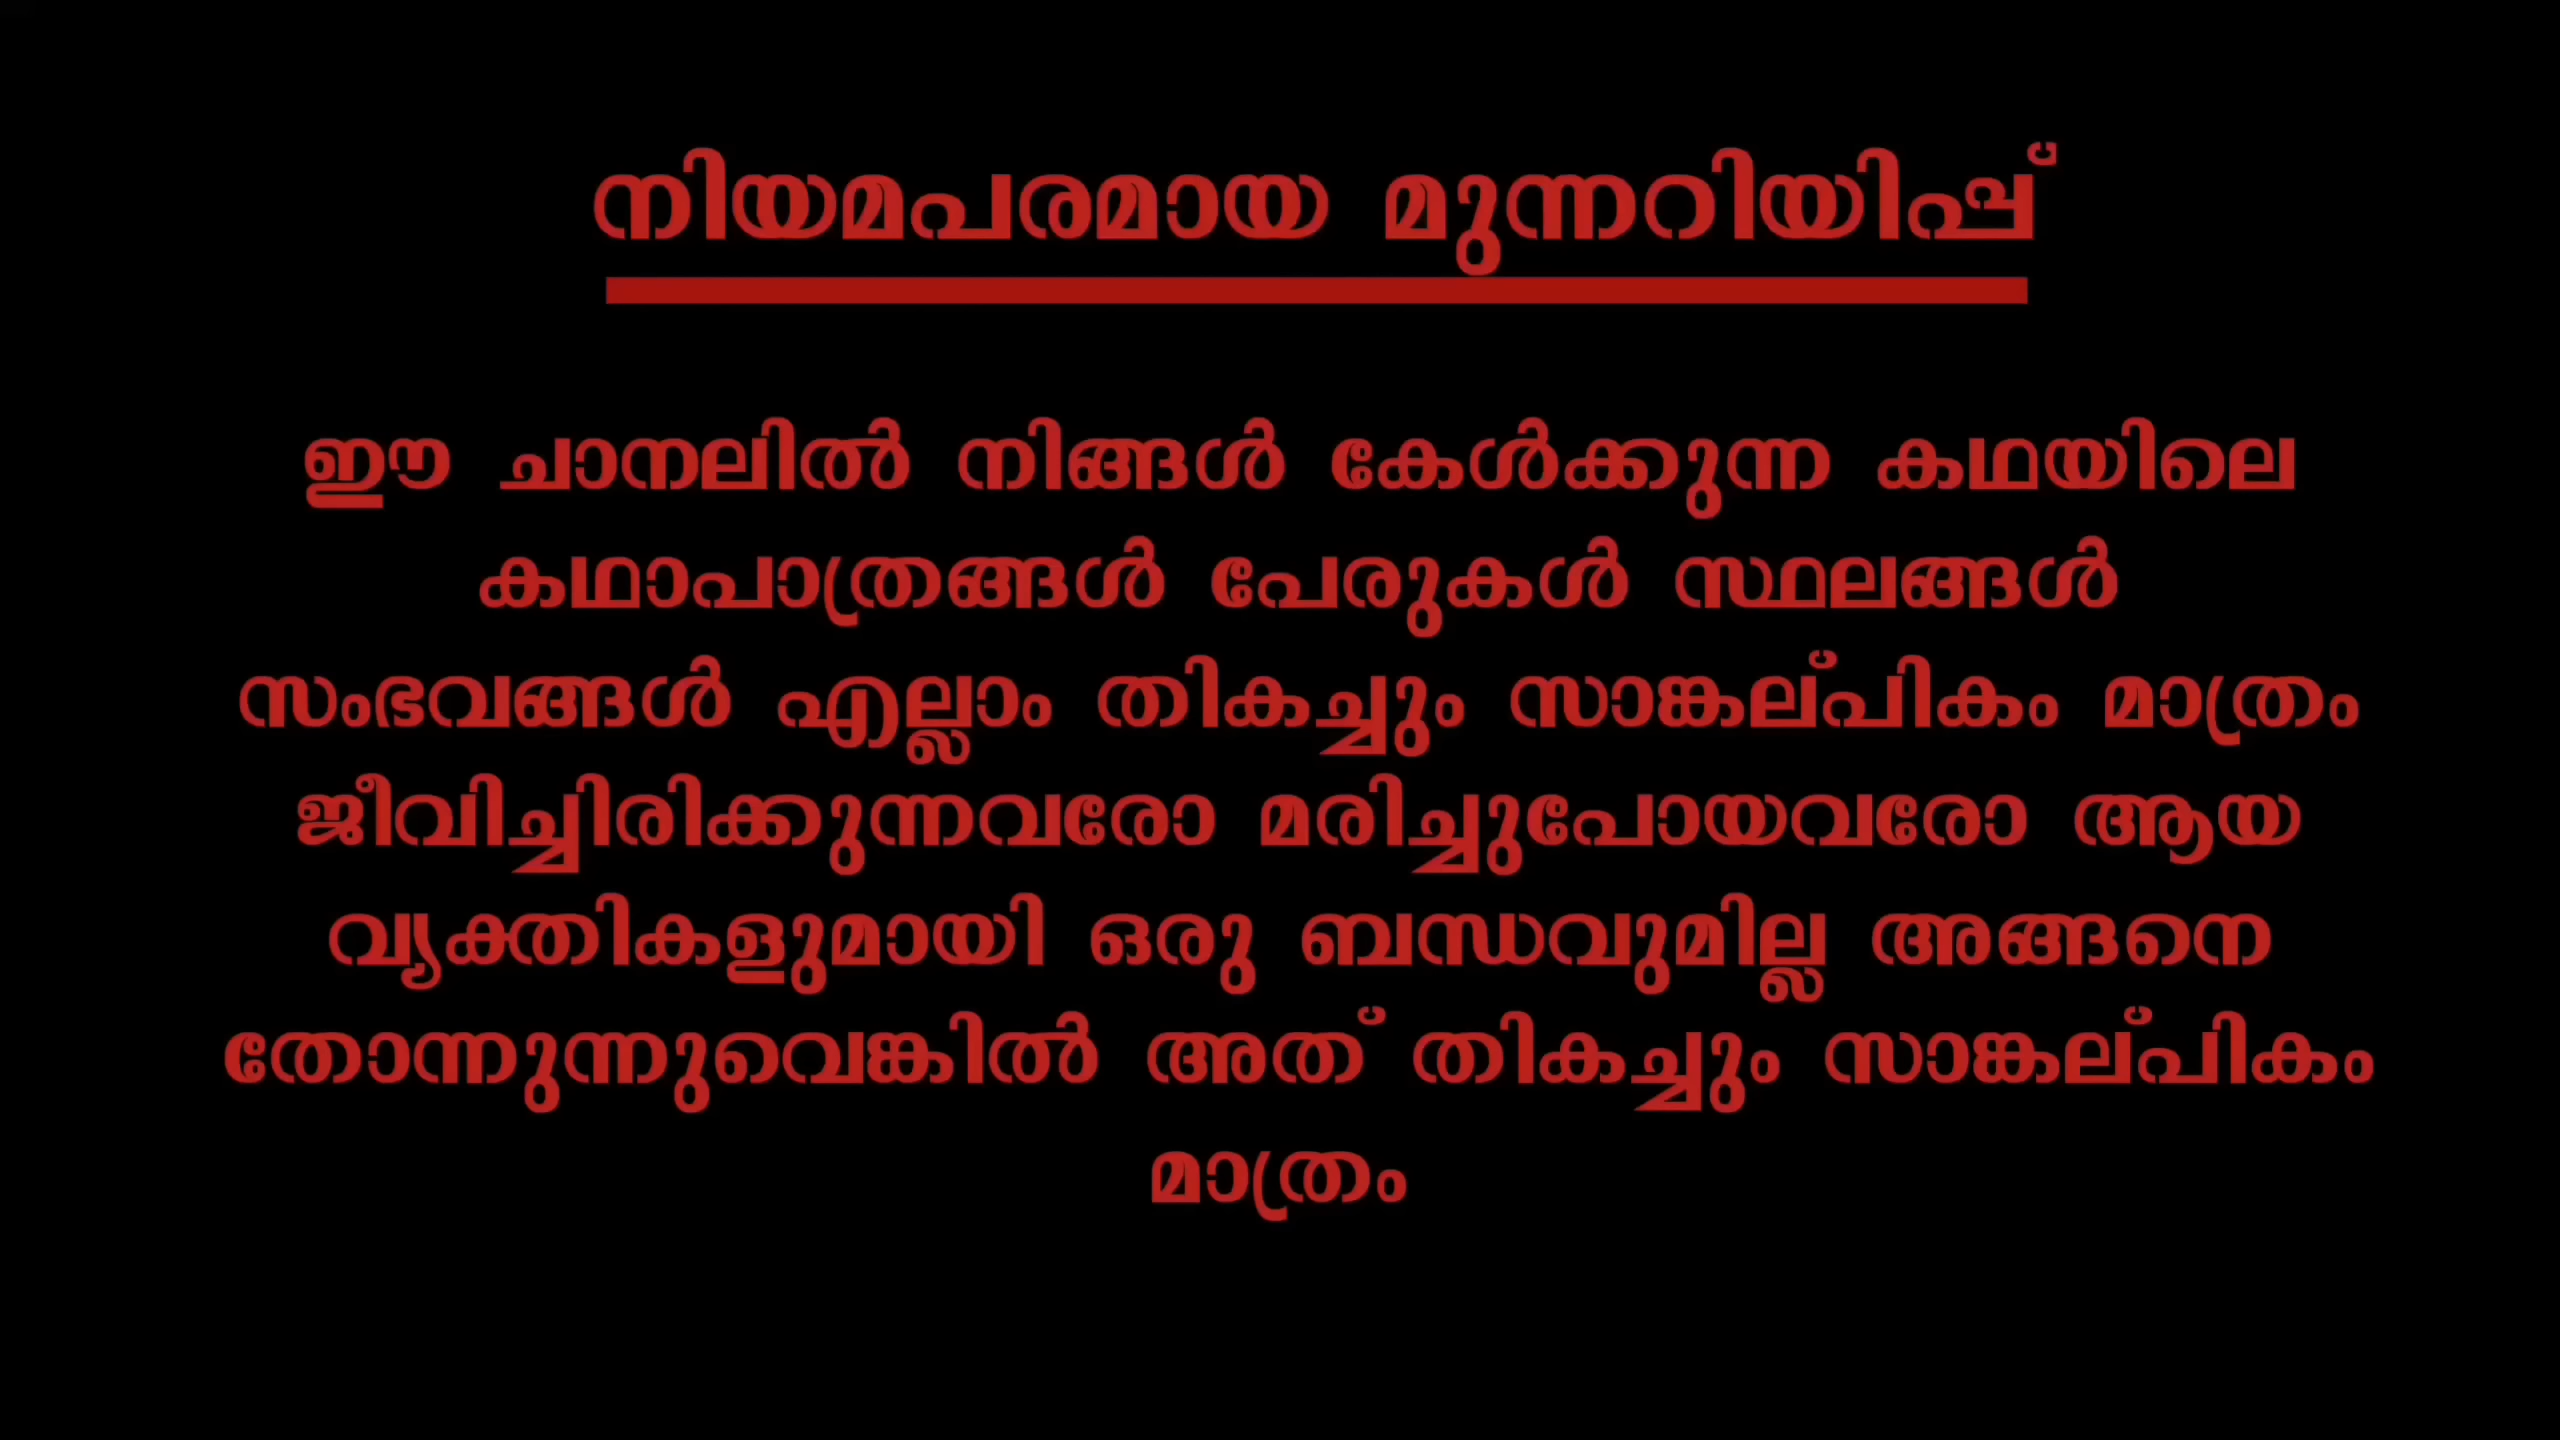 നിയമപരമായ മുന്നറിയിപ്പ്
ഈ ചാനലിൽ നിങ്ങൾ കേൾക്കുന്ന കഥയിലെ
കഥാപാത്രങ്ങൾ പേരുകൾ സ്ഥലങ്ങൾ
സംഭവങ്ങൾ എല്ലാം തികച്ചും സാങ്കല്പികം മാത്രം
ജീവിച്ചിരിക്കുന്നവരോ മരിച്ചുപോയവരോ ആയ
വ്യക്തികളുമായി ഒരു ബന്ധവുമില്ല അങ്ങനെ
തോന്നുന്നുവെങ്കിൽ അത് തികച്ചും സാങ്കല്പികം
മാത്രം